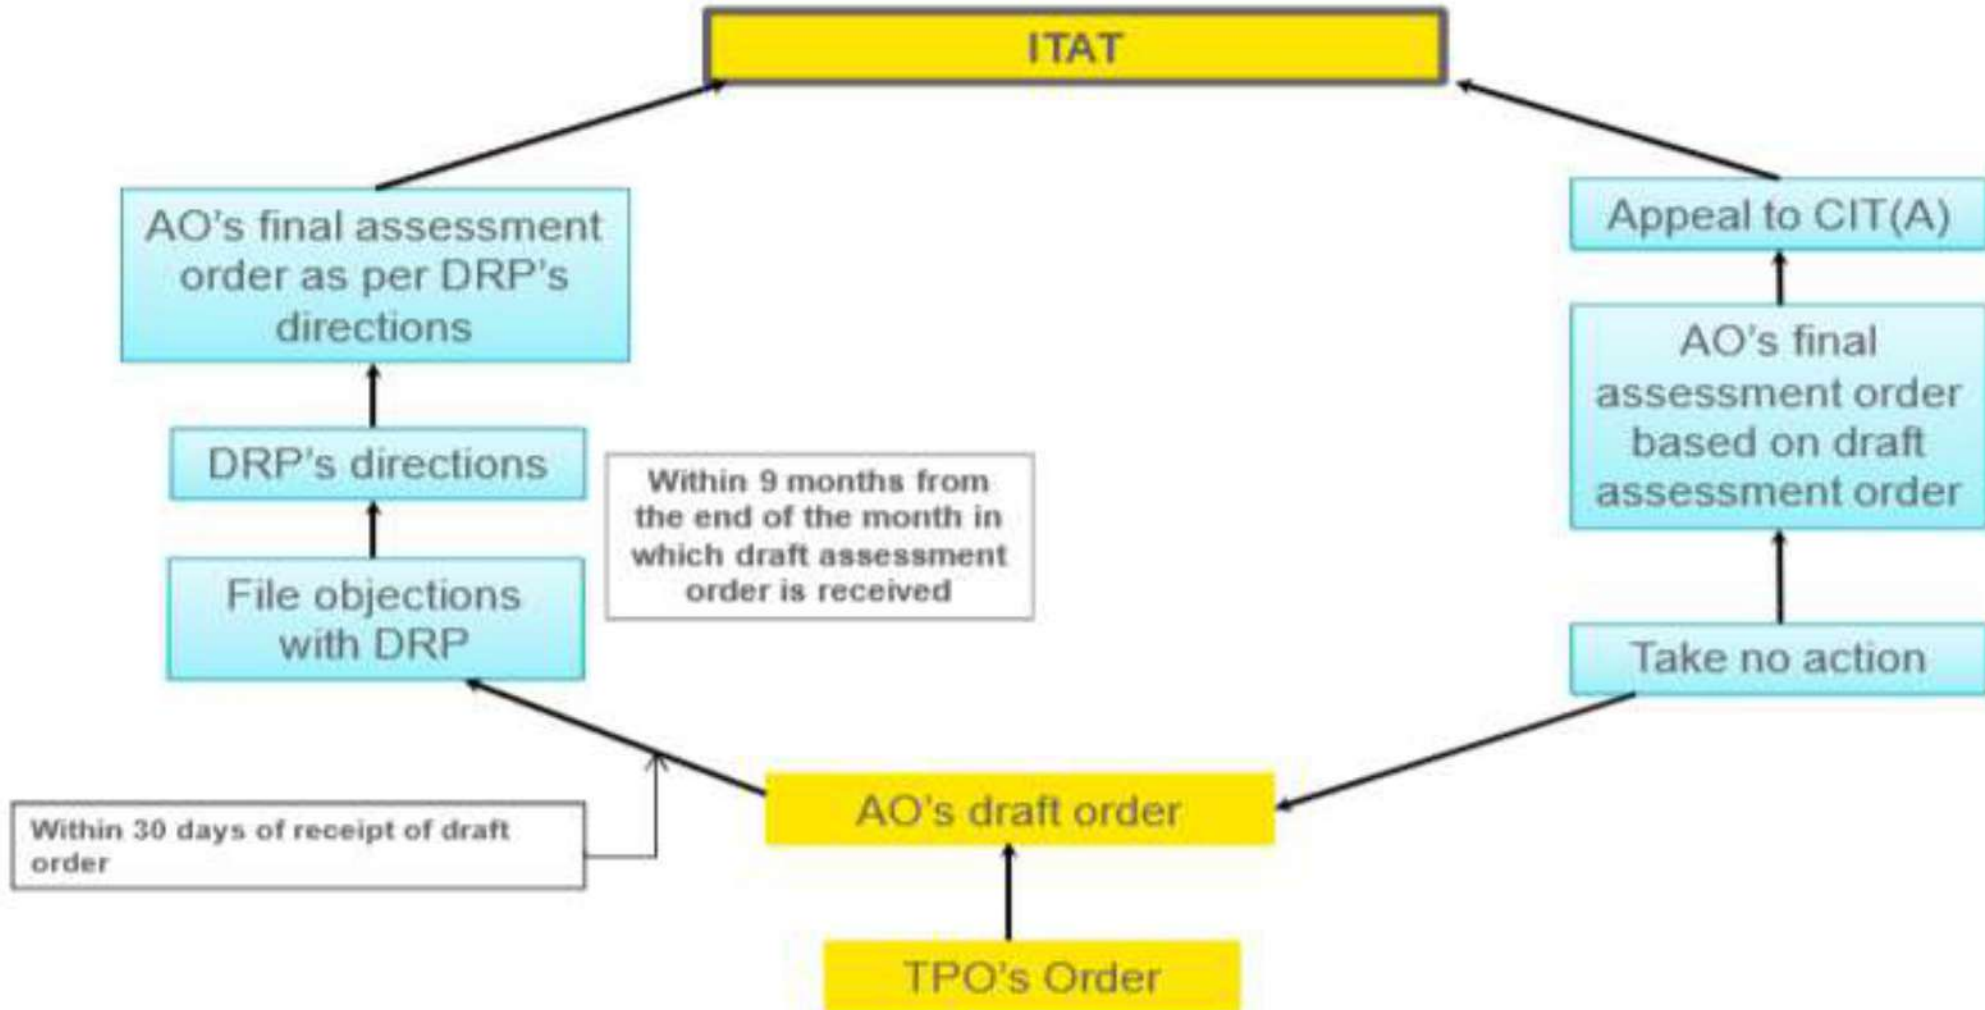 ITAT
AO's final assessment
order as per DRP's
directions
Appeal to CIT(A)
AO's final
assessment order
based on draft
assessment order
DRP's directions
Within 9 months from
the end of the month in
which draft assessment
order is received
File objections
with DRP
Take no action
Within 30 days of receipt of draft
order
AO's draft order
TPO's Order